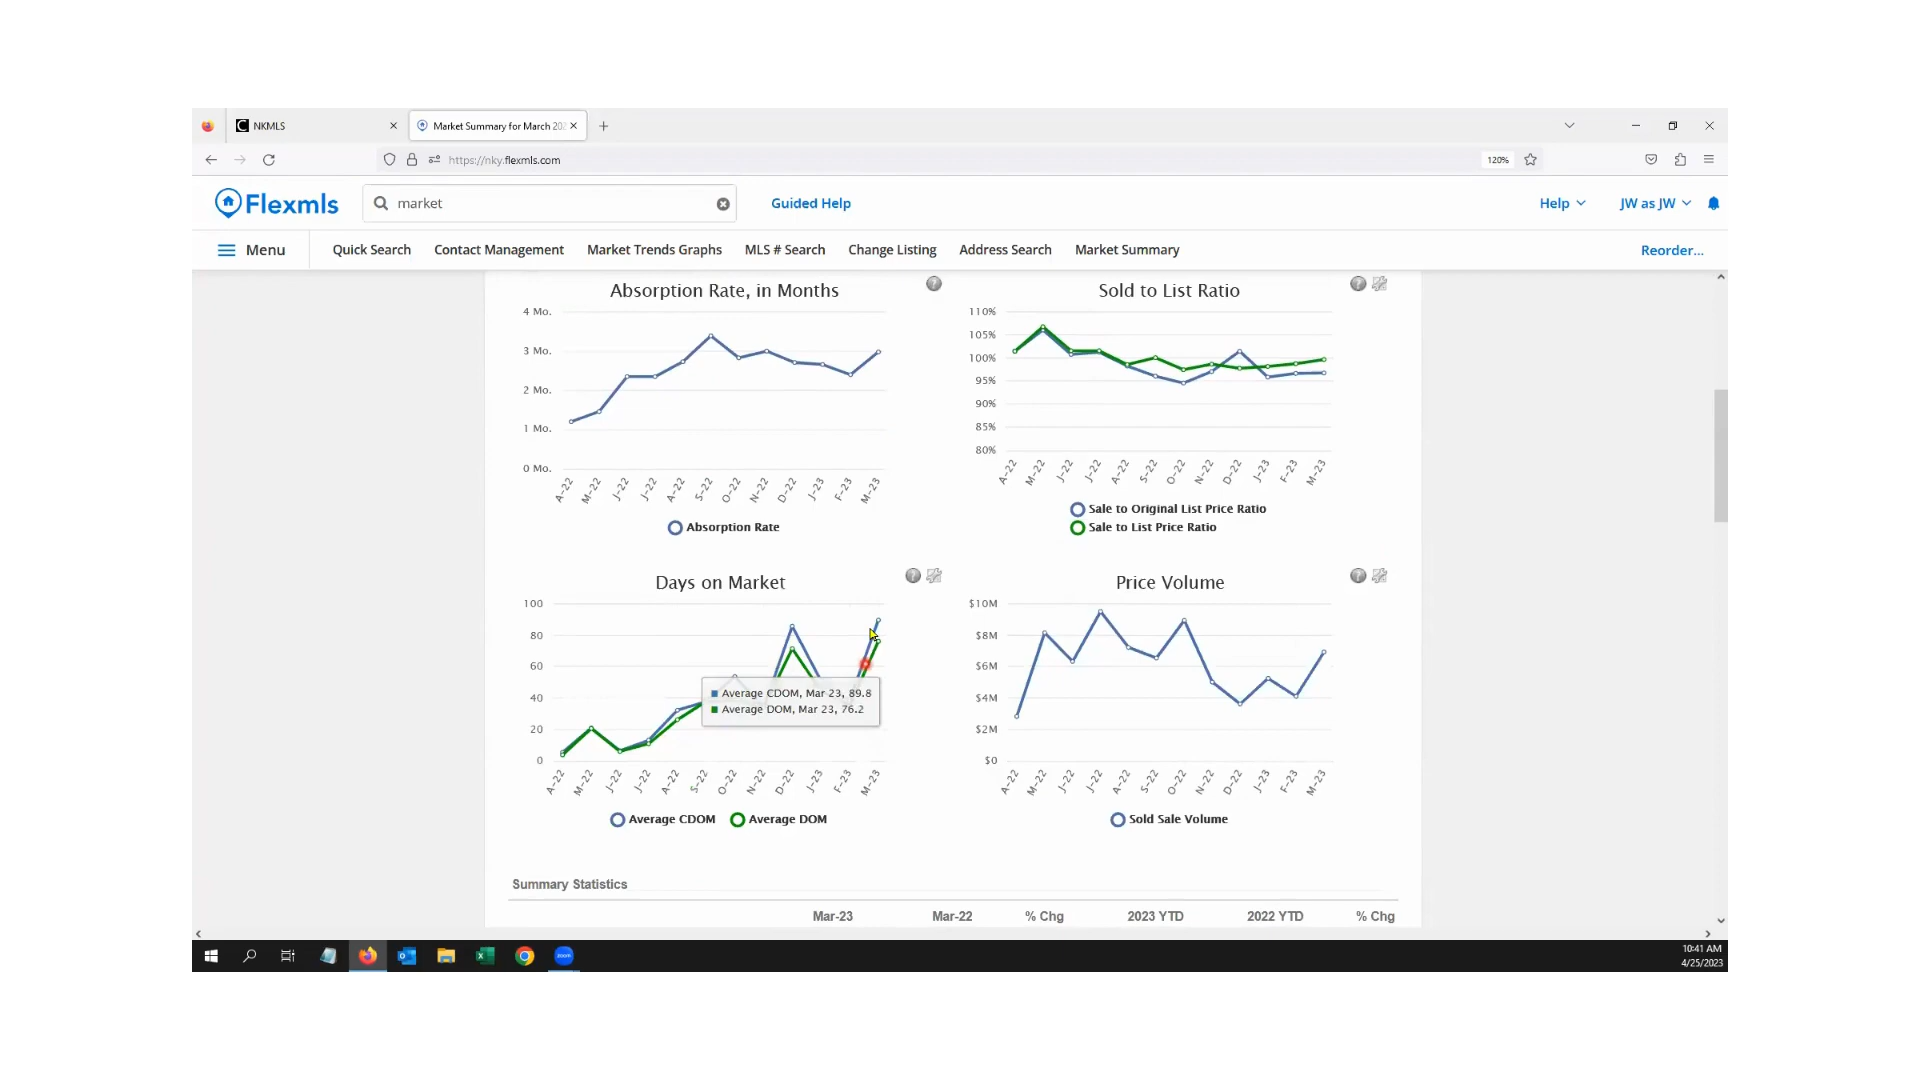 NKMLS
Market Summary for March 202
https://nky.flexmls.com
120%
Flexmls
market
Guided Help
Help
JW as JW
Menu
Quick Search
Contact Management
Market Trends Graphs
MLS # Search
Change Listing
Address Search
Market Summary
Reorder...
Absorption Rate, in Months
4 Mo.
3 Mo.
2 Mo.
1 Mo.
0 Mo.
A-22
M-22
J-22
J-22
A-22
S-22
O-22
N-22
D-22
J-23
F-23
M-23
Absorption Rate
Sold to List Ratio
110%
105%
100%
95%
90%
85%
80%
A-22
M-22
J-22
J-22
A-22
S-22
O-22
N-22
D-22
J-23
F-23
M-23
Sale to Original List Price Ratio
Sale to List Price Ratio
Days on Market
100
80
60
40
20
0
Average CDOM, Mar 23, 89.8
Average DOM, Mar 23, 76.2
A-22
M-22
J-22
J-22
A-22
S-22
O-22
N-22
D-22
J-23
F-23
M-23
Average CDOM
Average DOM
Price Volume
$10M
$8M
$6M
$4M
$2M
$0
A-22
M-22
J-22
J-22
A-22
S-22
O-22
N-22
D-22
J-23
F-23
M-23
Sold Sale Volume
Summary Statistics
Mar-23
Mar-22
% Chg
2023 YTD
2022 YTD
% Chg
zoom
10:41 AM
4/25/2023